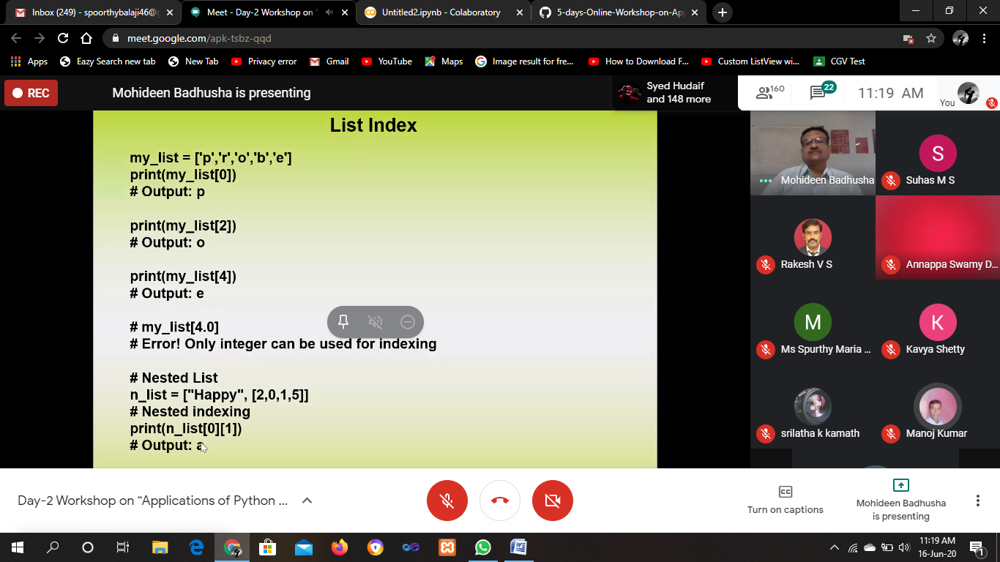 Inbox (249) - spoorthybalaji46@g
Meet - Day-2 Workshop on "
Untitled2.ipynb - Colaboratory
5-days-Online-Workshop-on-Ap
meet.google.com/apk-tsbz-qqd
Apps
Eazy Search new tab
New Tab
YouTube Premium
Gmail
YouTube
Maps
Image result for fre...
How to Download F...
Custom ListView wi...
CGV Test
REC
Mohideen Badhusha is presenting
Syed Hudaif
and 148 more
160
22
11:19 AM
You
List Index
my_list = ['p','r','o','b','e']
print(my_list[0])
# Output: p
print(my_list[2])
# Output: o
print(my_list[4])
# Output: e
# my_list[4.0]
# Error! Only integer can be used for indexing
# Nested List
n_list = ["Happy", [2,0,1,5]]
# Nested indexing
print(n_list[0][1])
# Output: a
Mohideen Badhusha
S
Suhas M S
Rakesh V S
Annappa Swamy D...
M
Ms Spurthy Maria ...
K
Kavya Shetty
srilatha k kamath
Manoj Kumar
Day-2 Workshop on “Applications of Python ...
CC
Turn on captions
Mohideen Badhusha
is presenting
11:19 AM
16-Jun-20
1